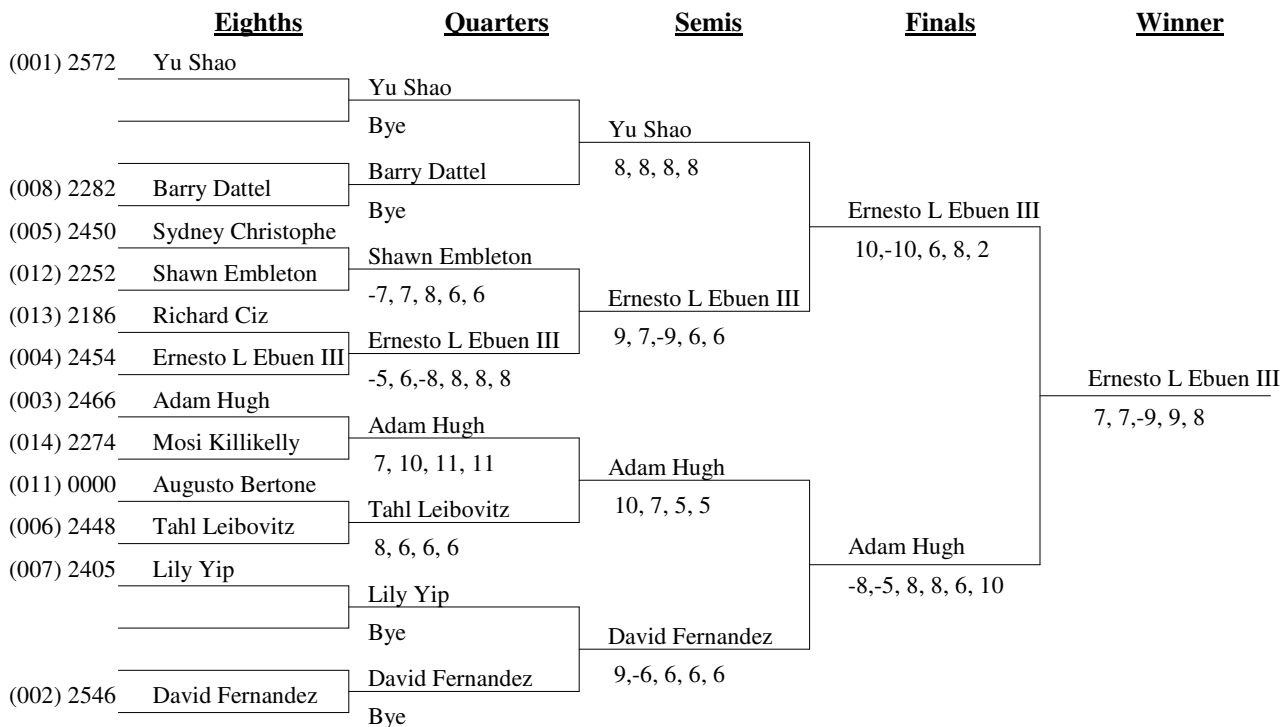 Eighths Quarters Semis Finals Winner
(001) 2572 Yu Shao
Yu Shao
Bye
Yu Shao
8, 8, 8, 8
Barry Dattel
(008) 2282 Barry Dattel
Bye
Ernesto L Ebuen III
10,-10, 6, 8, 2
(005) 2450 Sydney Christophe
Shawn Embleton
(012) 2252 Shawn Embleton
-7, 7, 8, 6, 6
Ernesto L Ebuen III
9, 7,-9, 6, 6
(013) 2186 Richard Ciz
Ernesto L Ebuen III
(004) 2454 Ernesto L Ebuen III
-5, 6,-8, 8, 8, 8
Ernesto L Ebuen III
7, 7,-9, 9, 8
(003) 2466 Adam Hugh
Adam Hugh
(014) 2274 Mosi Killikelly
7, 10, 11, 11
Adam Hugh
10, 7, 5, 5
(011) 0000 Augusto Bertone
Tahl Leibovitz
(006) 2448 Tahl Leibovitz
8, 6, 6, 6
Adam Hugh
-8,-5, 8, 8, 6, 10
(007) 2405 Lily Yip
Lily Yip
Bye
David Fernandez
9,-6, 6, 6, 6
David Fernandez
(002) 2546 David Fernandez
Bye